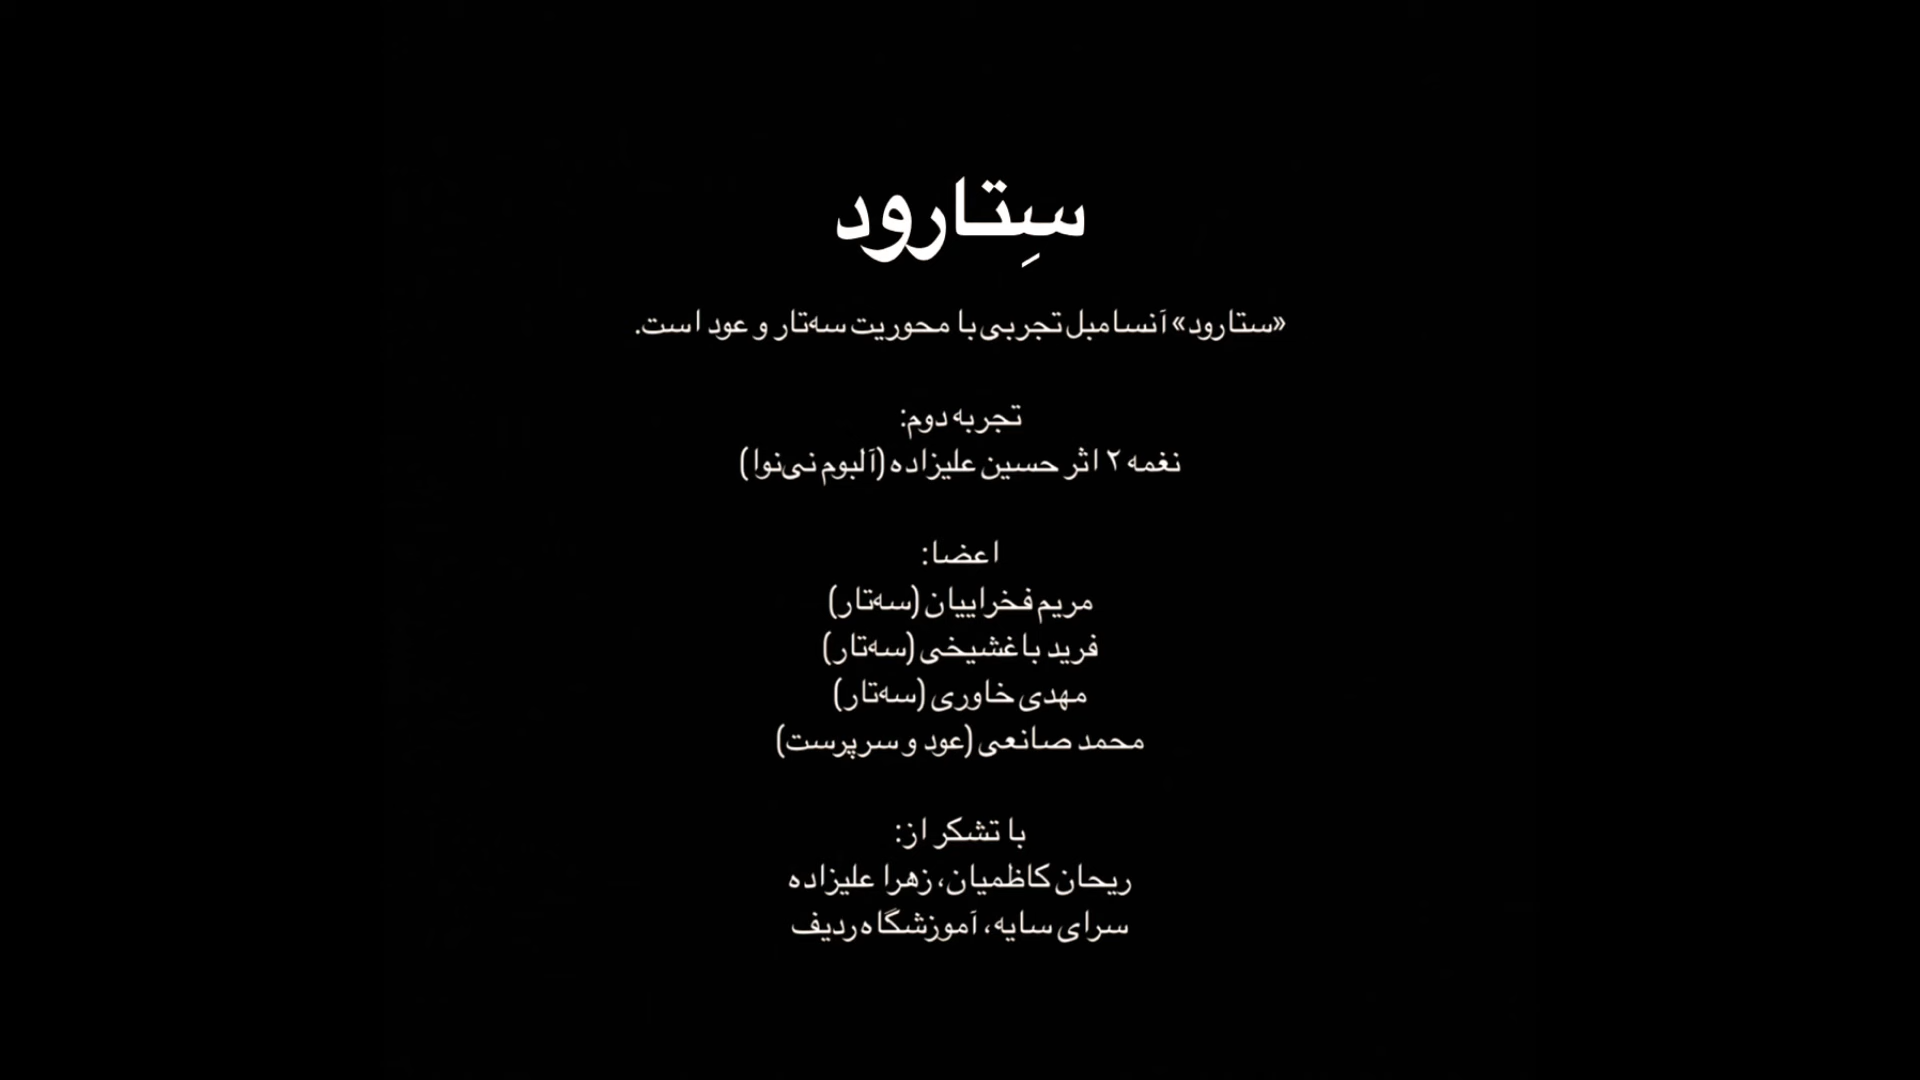 سِتارود
«ستارود» آنسامبل تجربی با محوریت سه‌تار و عود است.
تجربه دوم:
نغمه ۲ اثر حسین علیزاده (آلبوم نی‌نوا)
اعضا:
مریم فخراییان (سه‌تار)
فرید باغشیخی (سه‌تار)
مهدی خاوری (سه‌تار)
محمد صانعی (عود و سرپرست)
با تشکر از:
ریحان کاظمیان، زهرا علیزاده
سرای سایه، آموزشگاه ردیف